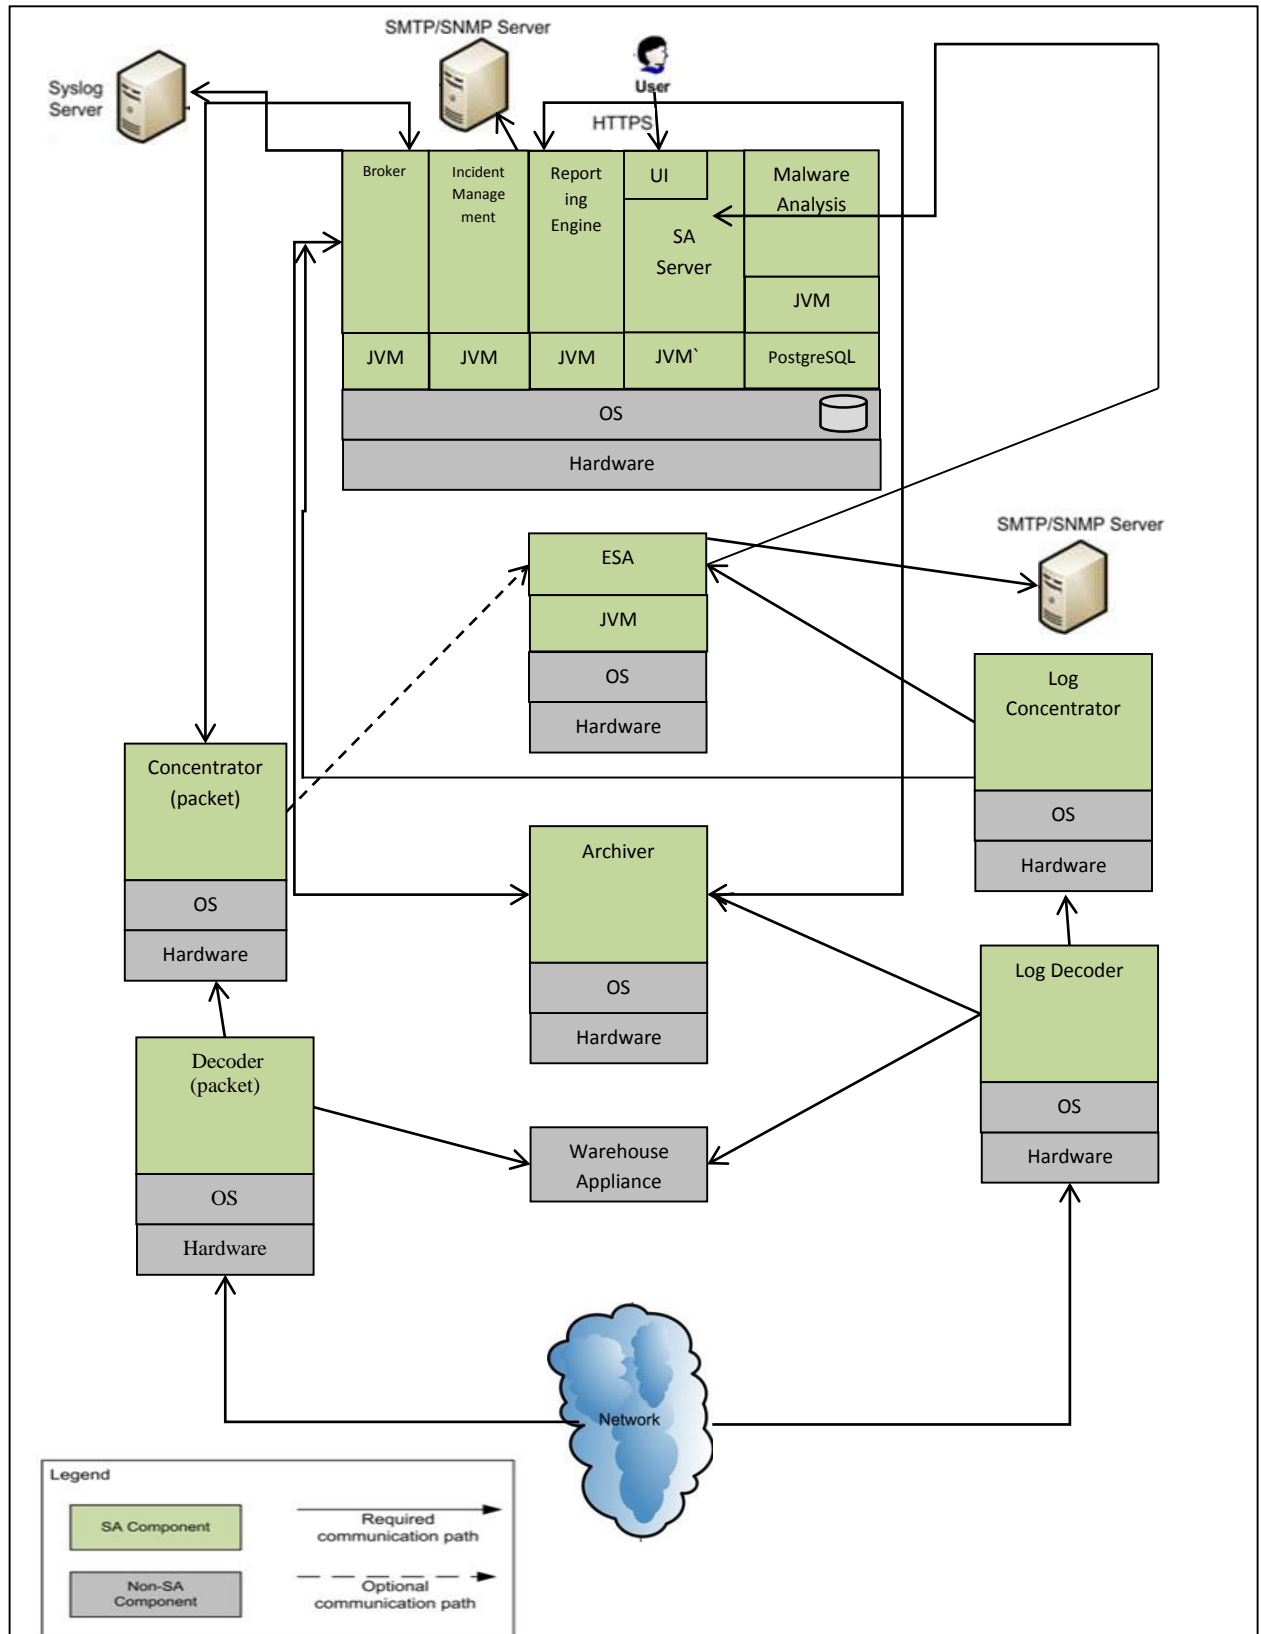 SMTP/SNMP Server
Syslog
Server
User
HTTPS
Broker
Incident
Manage
ment
Report
ing
Engine
UI
SA
Server
Malware
Analysis
JVM
JVM
JVM
JVM
JVM`
PostgreSQL
OS
Hardware
ESA
JVM
OS
Hardware
SMTP/SNMP Server
Log
Concentrator
OS
Hardware
Concentrator
(packet)
OS
Hardware
Archiver
OS
Hardware
Log Decoder
OS
Hardware
Decoder
(packet)
OS
Hardware
Warehouse
Appliance
Network
Legend
SA Component
Required
communication path
Non-SA
Component
Optional
communication path